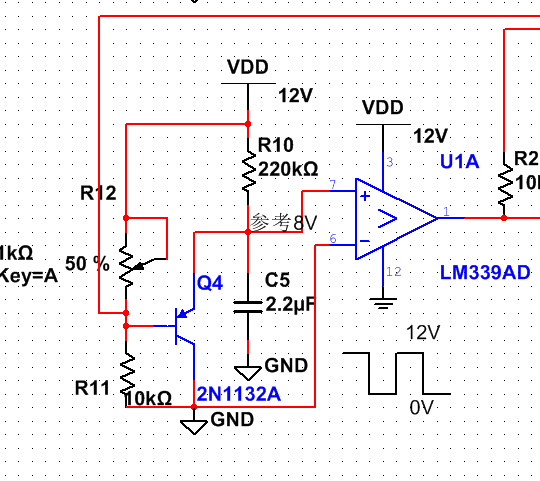 VDD
12V
VDD
12V
3
R10
220kΩ
U1A
R2
10
R12
7
1
参考8V
1kΩ
50 %
Key=A
6
12
LM339AD
Q4
C5
2.2µF
12V
GND
R11
10kΩ
2N1132A
0V
GND